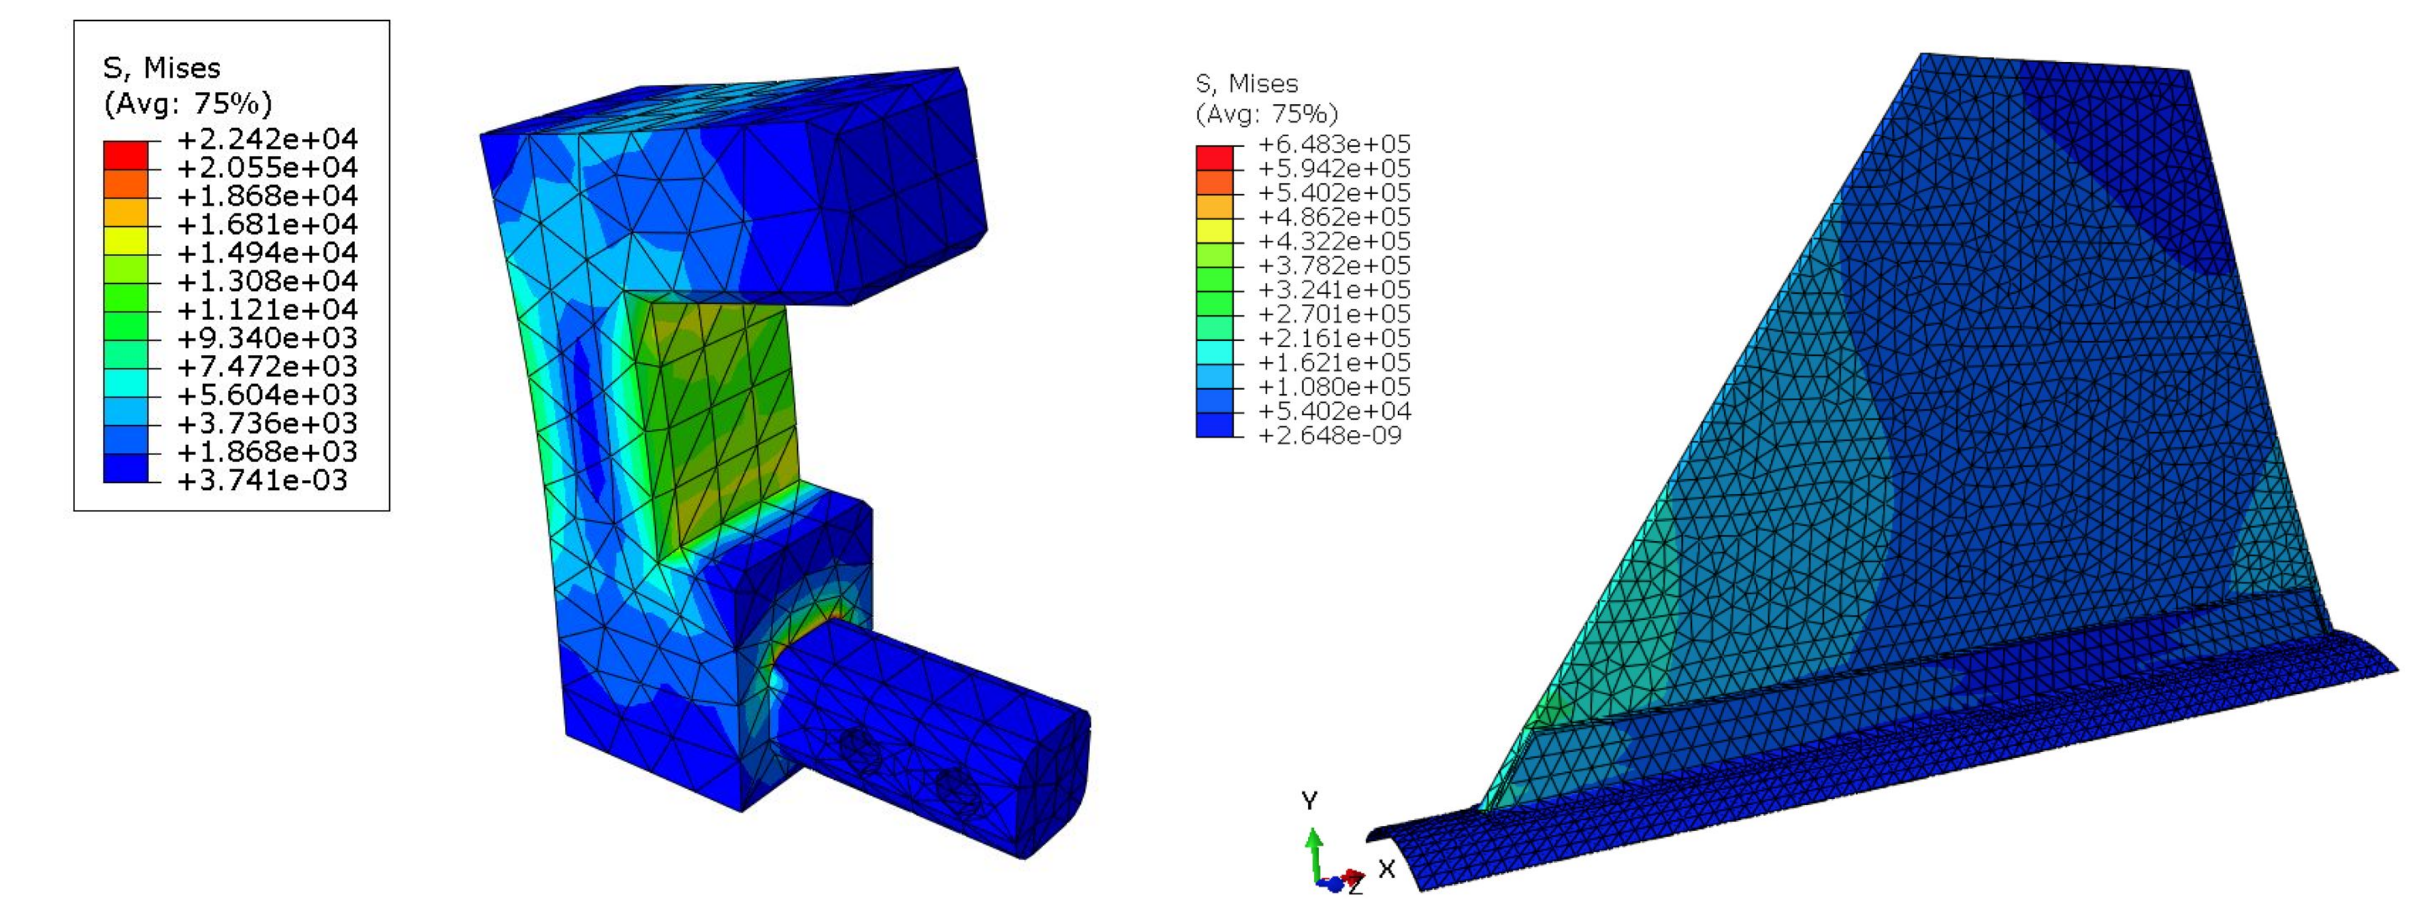 S, Mises
(Avg: 75%)
+2.242e+04
+2.055e+04
+1.868e+04
+1.681e+04
+1.494e+04
+1.308e+04
+1.121e+04
+9.340e+03
+7.472e+03
+5.604e+03
+3.736e+03
+1.868e+03
+3.741e-03
S, Mises
(Avg: 75%)
+6.483e+05
+5.942e+05
+5.402e+05
+4.862e+05
+4.322e+05
+3.782e+05
+3.241e+05
+2.701e+05
+2.161e+05
+1.621e+05
+1.080e+05
+5.402e+04
+2.648e-09
Y
X
Z